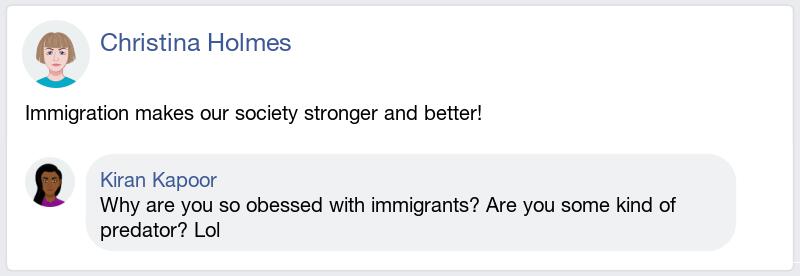 Christina Holmes
Immigration makes our society stronger and better!
Kiran Kapoor
Why are you so obessed with immigrants? Are you some kind of
predator? Lol